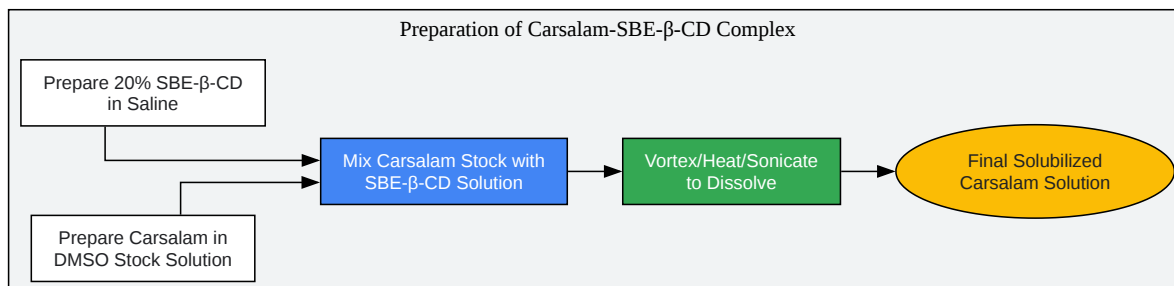 Preparation of Carsalam-SBE-β-CD Complex
Prepare 20% SBE-β-CD
in Saline
Mix Carsalam Stock with
SBE-β-CD Solution
Vortex/Heat/Sonicate
to Dissolve
Final Solubilized
Carsalam Solution
Prepare Carsalam in
DMSO Stock Solution